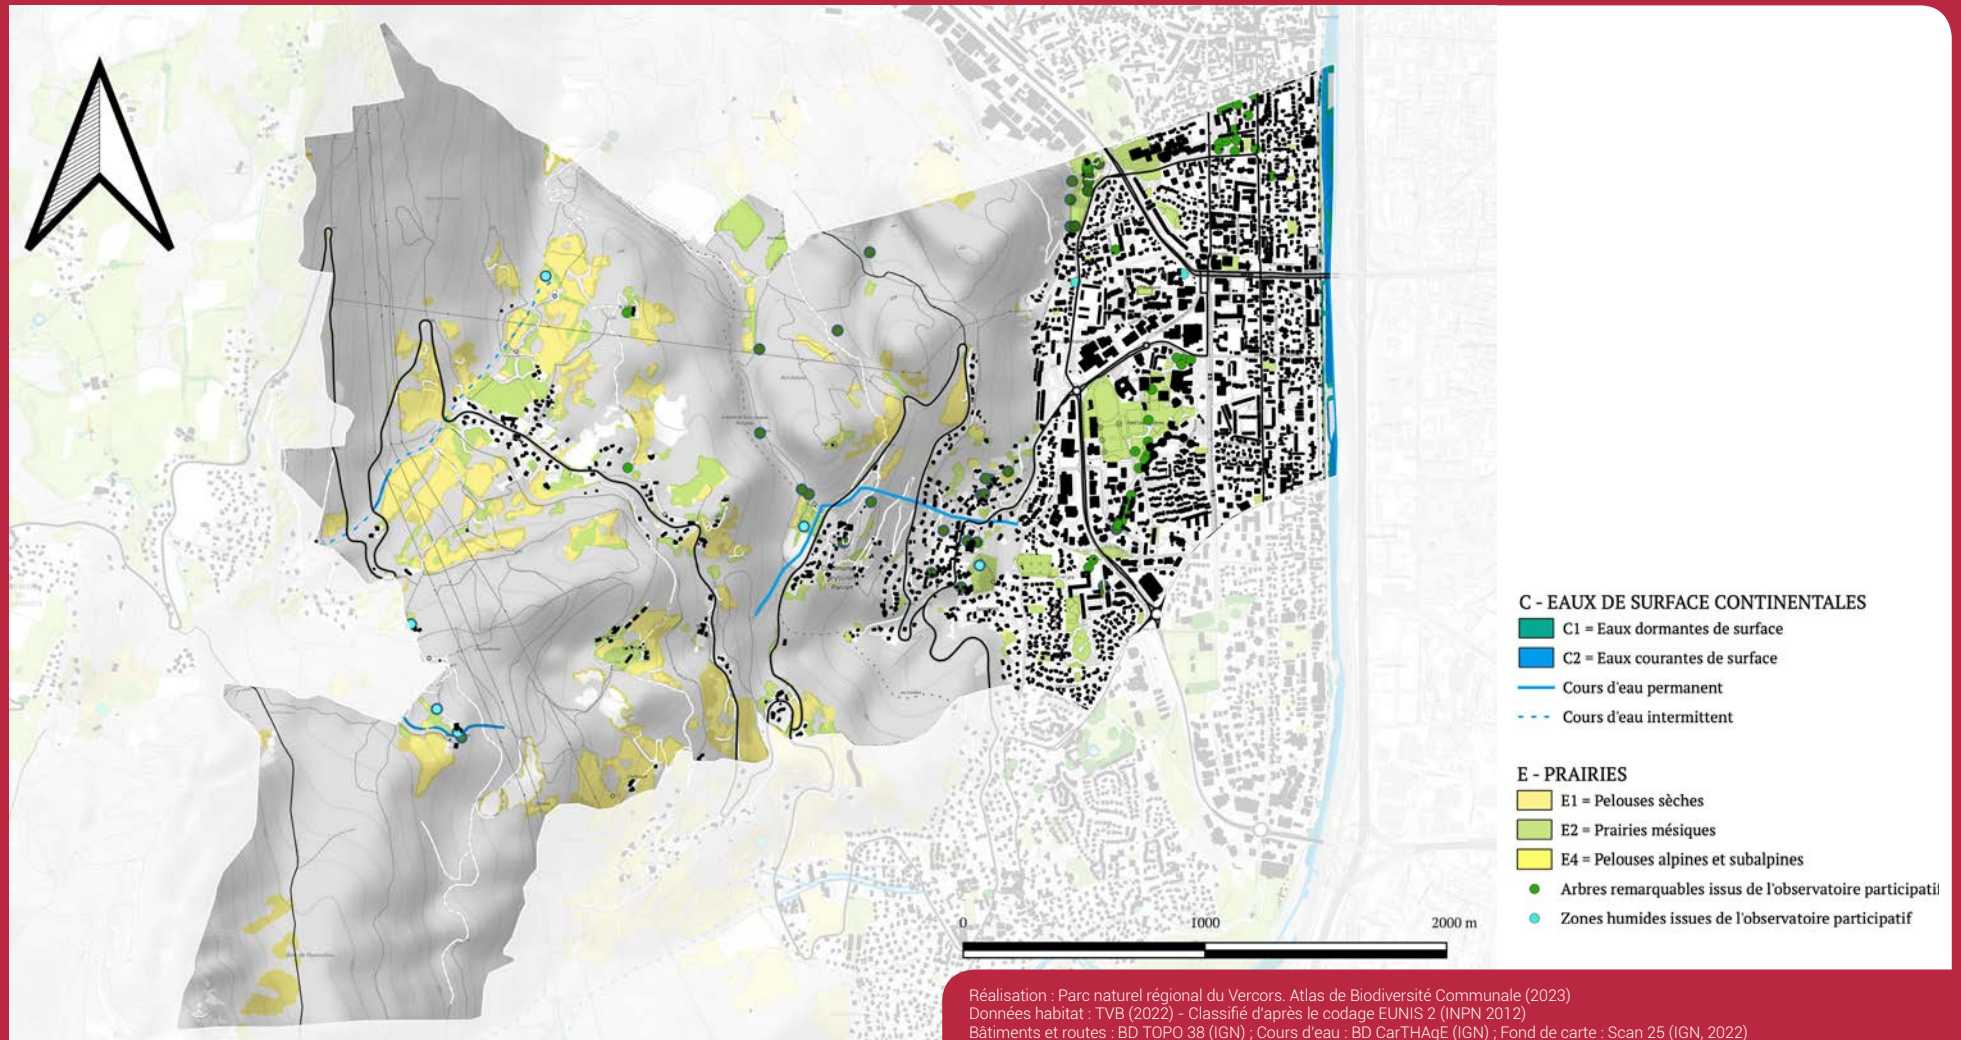 C - EAUX DE SURFACE CONTINENTALES
C1 = Eaux dormantes de surface
C2 = Eaux courantes de surface
Cours d'eau permanent
Cours d'eau intermittent
E - PRAIRIES
E1 = Pelouses sèches
E2 = Prairies mésiques
E4 = Pelouses alpines et subalpines
Arbres remarquables issus de l'observatoire participatif
Zones humides issues de l'observatoire participatif
0 1000 2000 m
Réalisation : Parc naturel régional du Vercors. Atlas de Biodiversité Communale (2023)
Données habitat : TVB (2022) - Classifié d'après le codage EUNIS 2 (INPN 2012)
Bâtiments et routes : BD TOPO 38 (IGN) ; Cours d'eau : BD CarTHAgE (IGN) ; Fond de carte : Scan 25 (IGN, 2022)